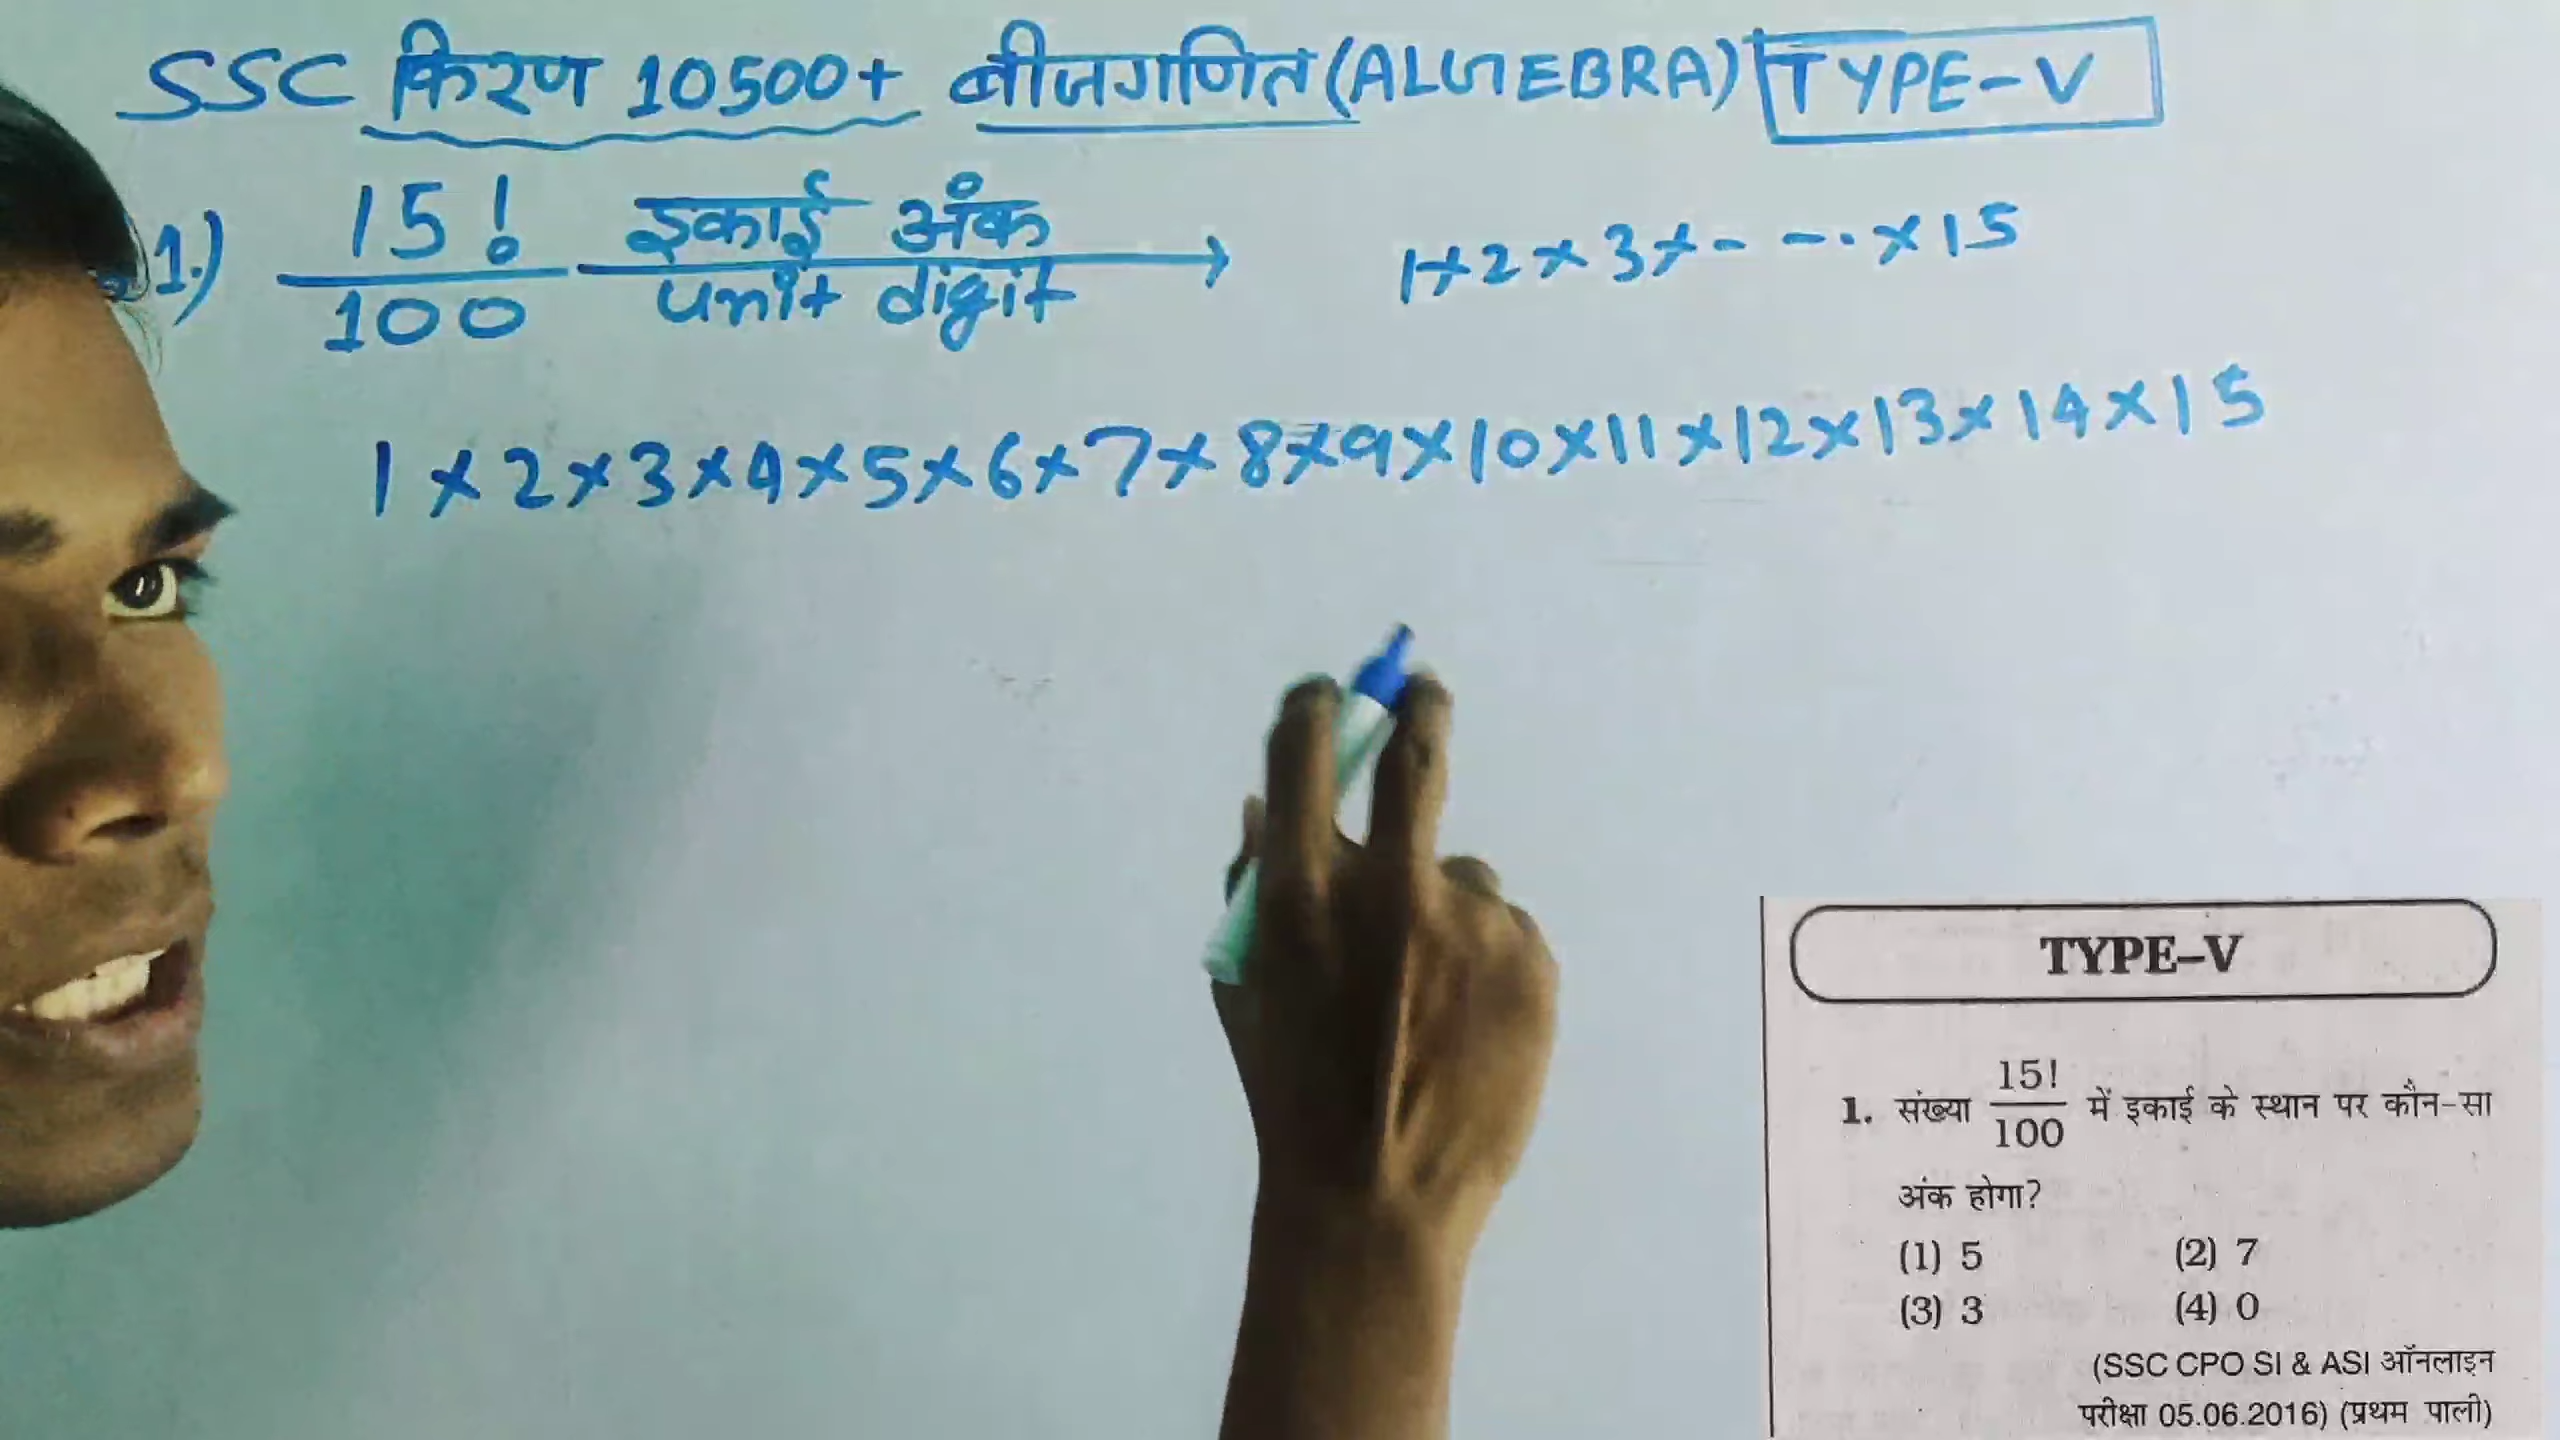 SSC किरण 10500+ बीजगणित (ALGEBRA) TYPE-V
1.) 15!/100 इकाई अंक unit digit → 1×2×3×- - -..×15
1×2×3×4×5×6×7×8×9×10×11×12×13×14×15
TYPE–V
1. संख्या 15!/100 में इकाई के स्थान पर कौन-सा
अंक होगा?
(1) 5 (2) 7
(3) 3 (4) 0
(SSC CPO SI & ASI ऑनलाइन
परीक्षा 05.06.2016) (प्रथम पाली)